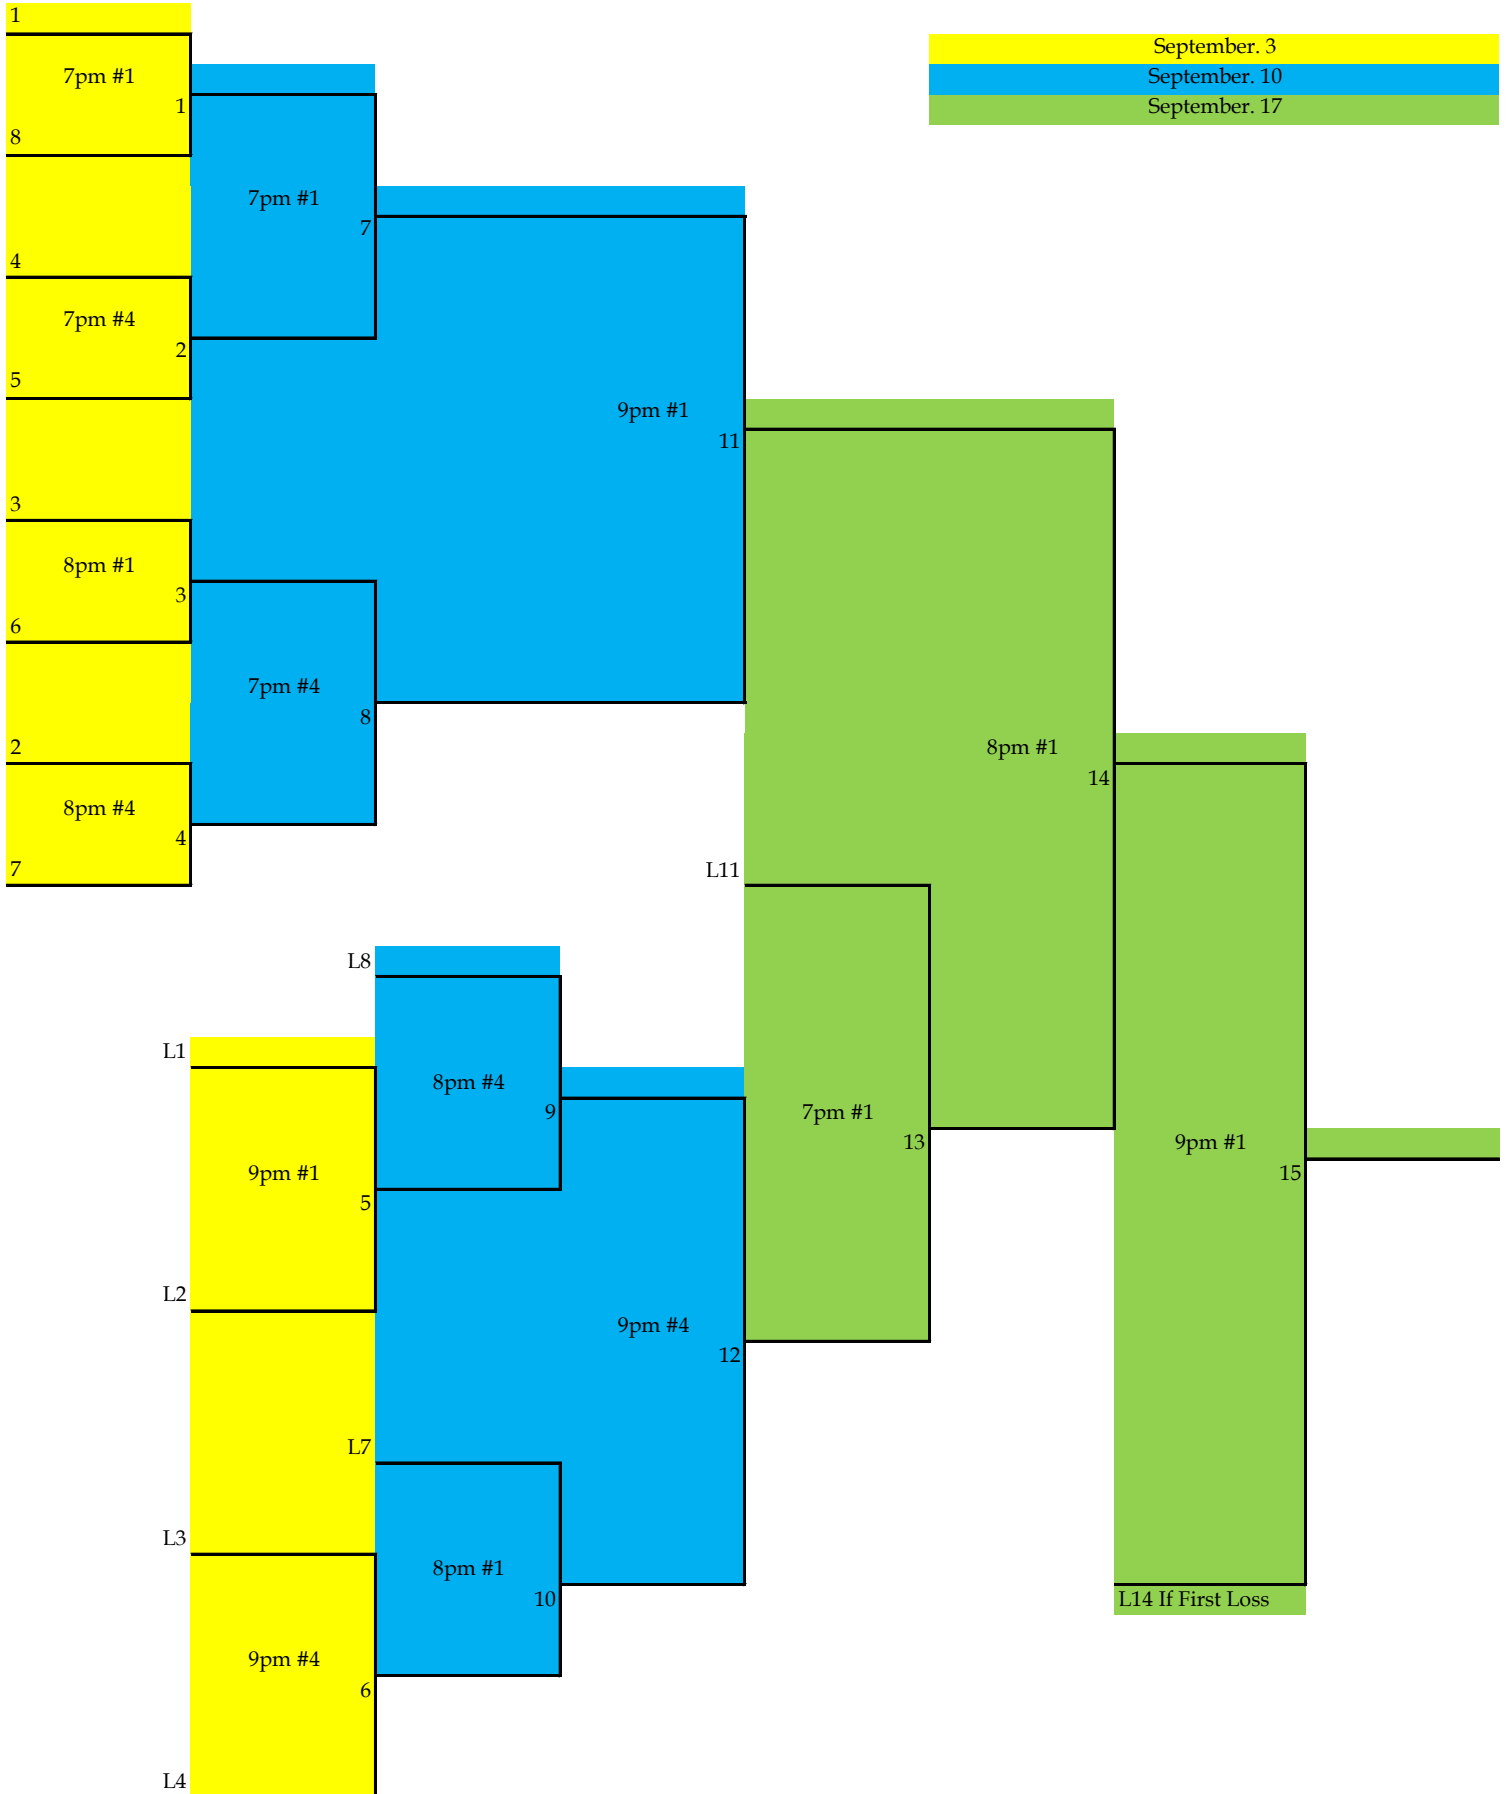 1
September. 3
7pm #1
September. 10
1
September. 17
8
7pm #1
7
4
7pm #4
2
5
9pm #1
11
3
8pm #1
3
6
7pm #4
8
2
8pm #1
14
8pm #4
4
7
L11
L8
L1
8pm #4
9
7pm #1
13
9pm #1
15
9pm #1
5
L2
9pm #4
12
L7
L3
8pm #1
10
L14 If First Loss
9pm #4
6
L4